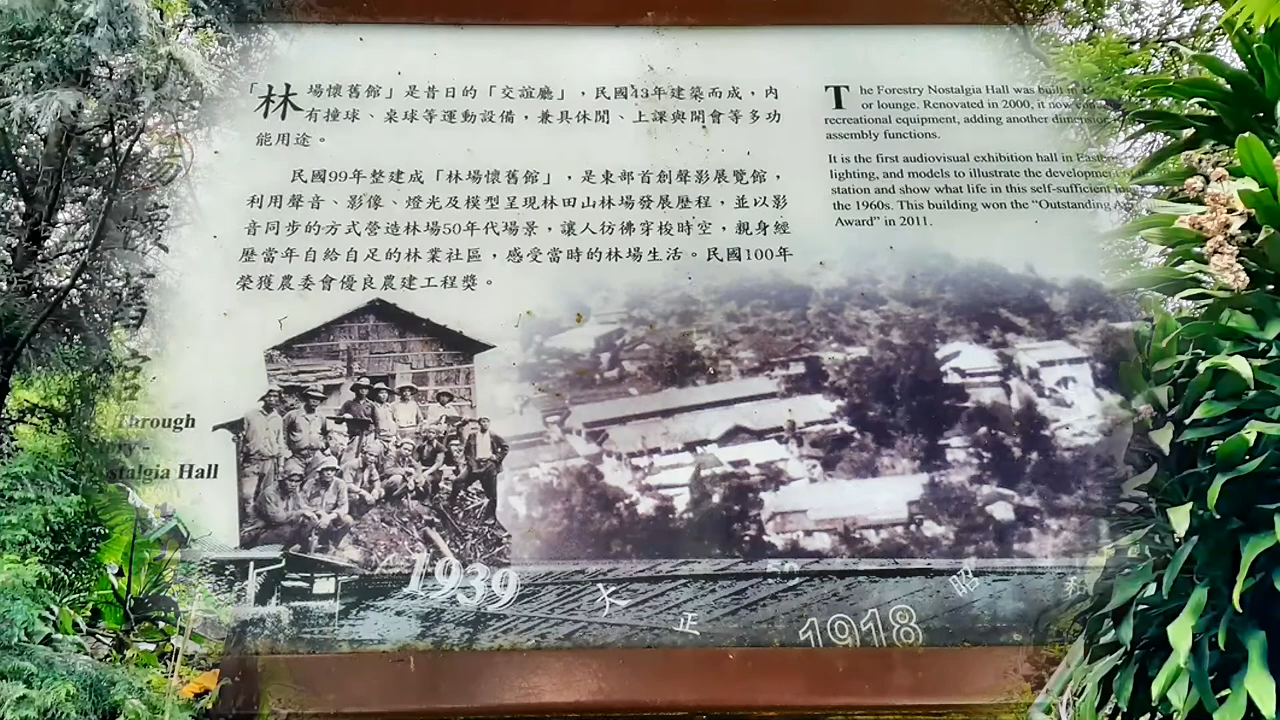 「林場懷舊館」是昔日的「交誼廳」，民國43年建築而成，內
有撞球、桌球等運動設備，兼具休閒、上課與開會等多功
能用途。
民國99年整建成「林場懷舊館」，是東部首創聲影展覽館，
利用聲音、影像、燈光及模型呈現林田山林場發展歷程，並以影
音同步的方式營造林場50年代場景，讓人彷彿穿梭時空，親身經
歷當年自給自足的林業社區，感受當時的林場生活。民國100年
榮獲農委會優良農建工程獎。
The Forestry Nostalgia Hall was built in
or lounge. Renovated in 2000, it now
recreational equipment, adding another dimension
assembly functions.
It is the first audiovisual exhibition hall in
lighting, and models to illustrate the
station and show what life in this self-sufficient
the 1960s. This building won the “Outstanding
Award” in 2011.
Through
Nostalgia Hall
1939
大正
1918
昭和